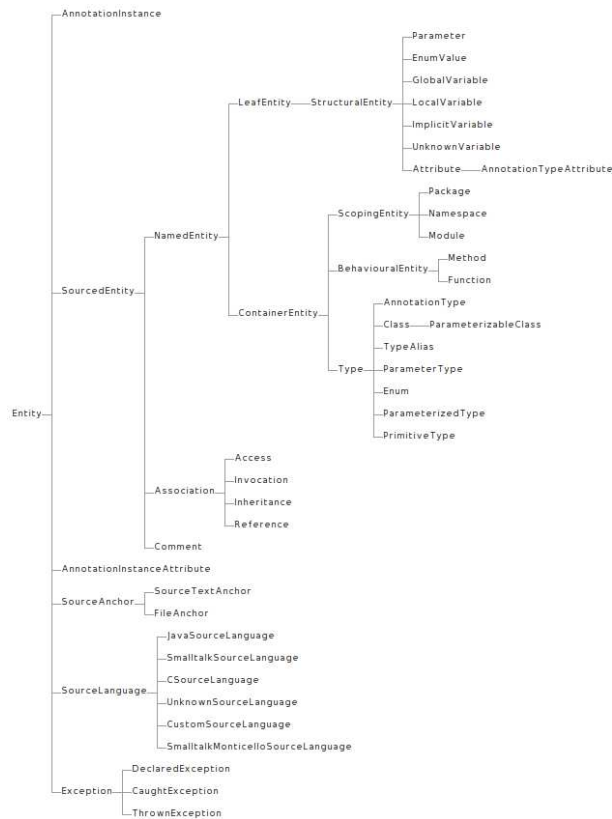 AnnotationInstance
Parameter
EnumValue
GlobalVariable
LeafEntity StructuralEntity LocalVariable
ImplicitVariable
UnknownVariable
Attribute AnnotationTypeAttribute
Package
ScopingEntity Namespace
NamedEntity Module
Method
BehaviouralEntity
Function
SourcedEntity
AnnotationType
ContainerEntity
Class ParameterizableClass
TypeAlias
Type ParameterType
Enum
Entity ParameterizedType
PrimitiveType
Access
Invocation
Association
Inheritance
Reference
Comment
AnnotationInstanceAttribute
SourceTextAnchor
SourceAnchor
FileAnchor
JavaSourceLanguage
SmalltalkSourceLanguage
CSourceLanguage
SourceLanguage
UnknownSourceLanguage
CustomSourceLanguage
SmalltalkMonticelloSourceLanguage
DeclaredException
Exception CaughtException
ThrownException